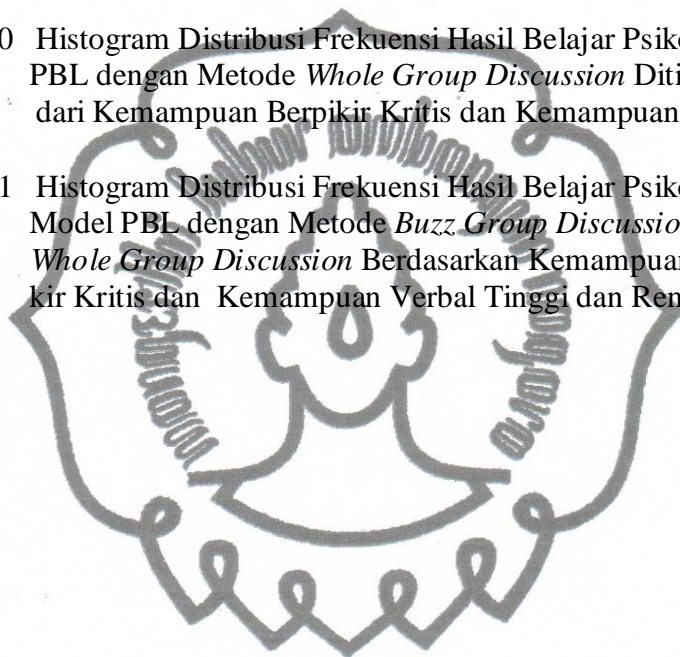 0 Histogram Distribusi Frekuensi Hasil Belajar Psiko
PBL dengan Metode Whole Group Discussion Diti
dari Kemampuan Berpikir Kritis dan Kemampuan
1 Histogram Distribusi Frekuensi Hasil Belajar Psiko
Model PBL dengan Metode Buzz Group Discussio
Whole Group Discussion Berdasarkan Kemampuan
kir Kritis dan Kemampuan Verbal Tinggi dan Ren